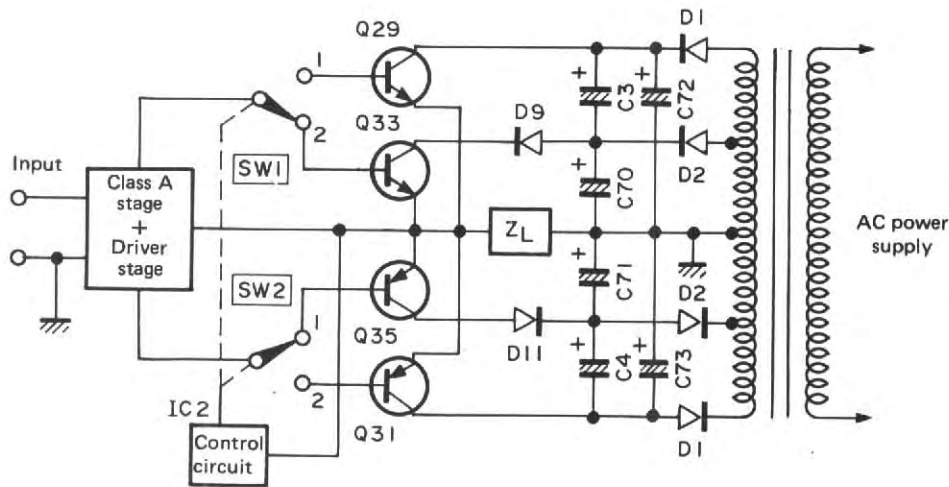 Q29
D1
1
+
+
C3
C72
Q33
D9
2
+
D2
Input
SW1
C70
Class A
stage
+
Driver
stage
ZL
AC power
supply
+
SW2
C71
D2
1
Q35
D11
+
+
C4
C73
2
IC2
Q31
D1
Control
circuit